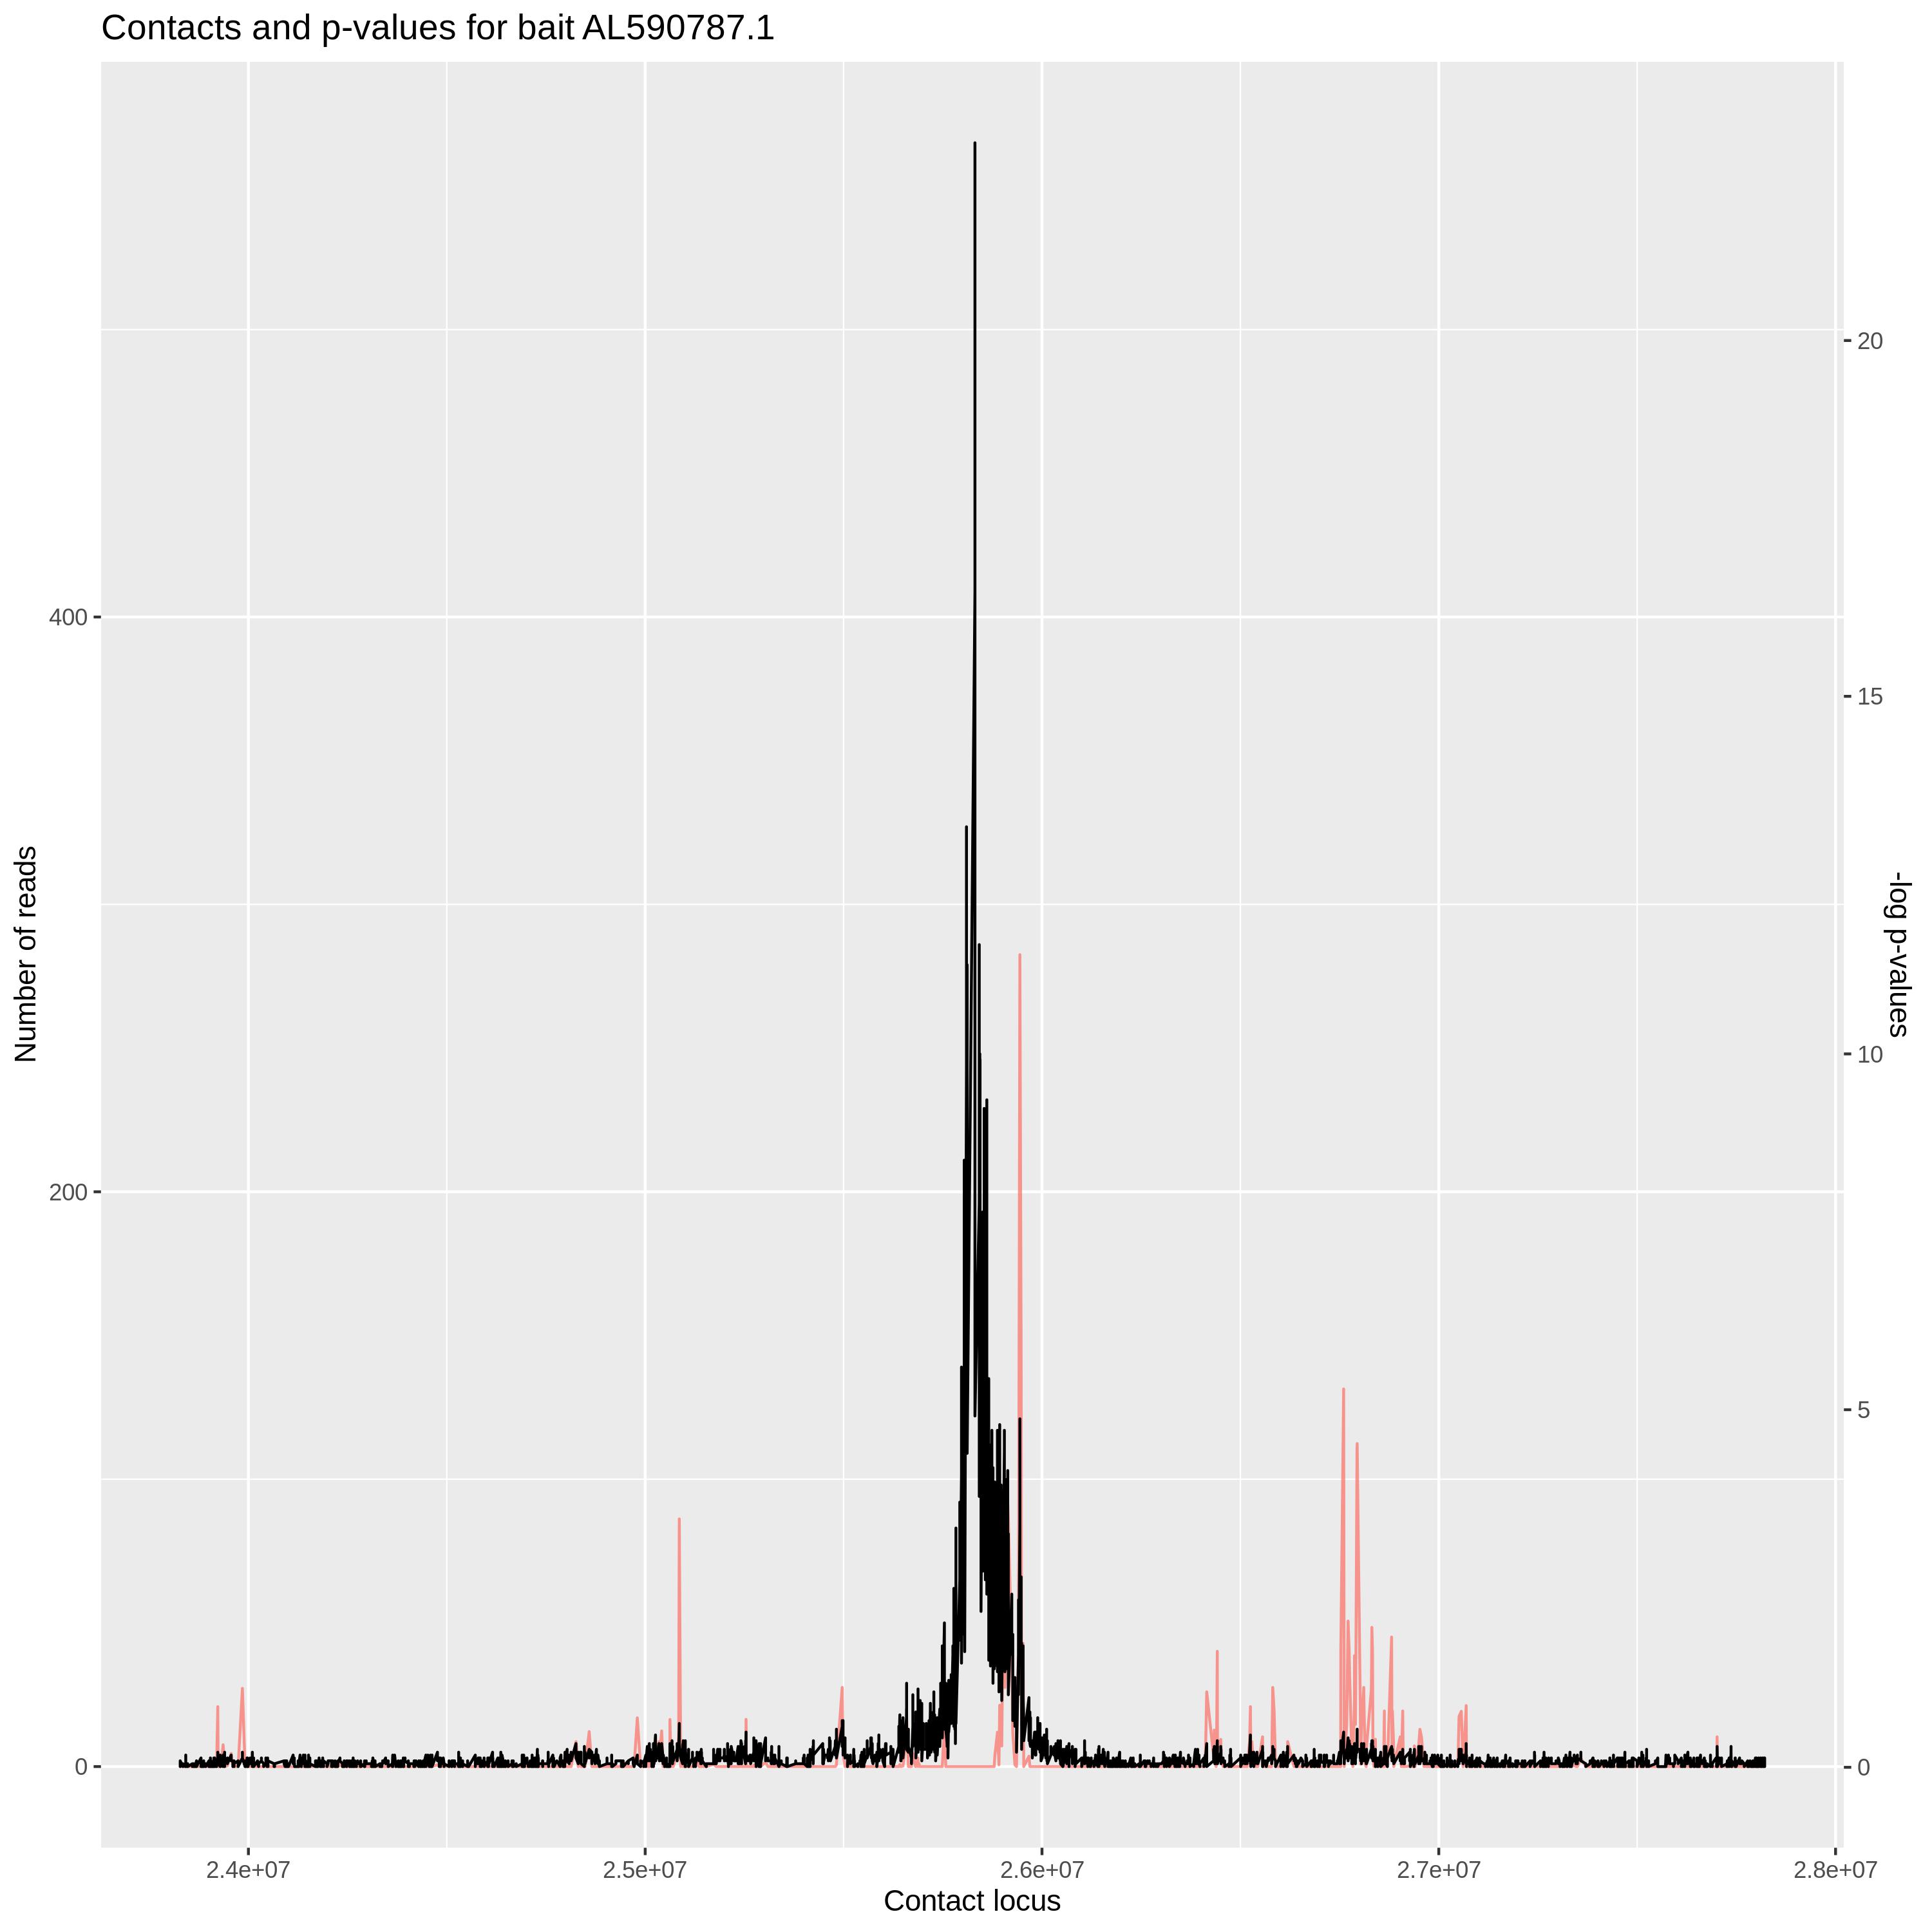 Contacts and p-values for bait AL590787.1
Number of reads
400
200
0
20
15
10
5
0
-log p-values
2.4e+07 2.5e+07 2.6e+07 2.7e+07 2.8e+07
Contact locus